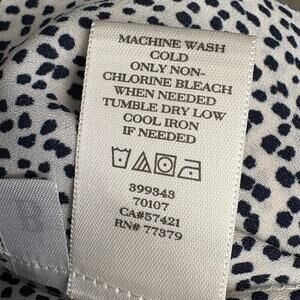 MACHINE WASH
COLD
ONLY NON-
CHLORINE BLEACH
WHEN NEEDED
TUMBLE DRY LOW
COOL IRON
IF NEEDED
399343
70107
CA#57421
RN# 77379